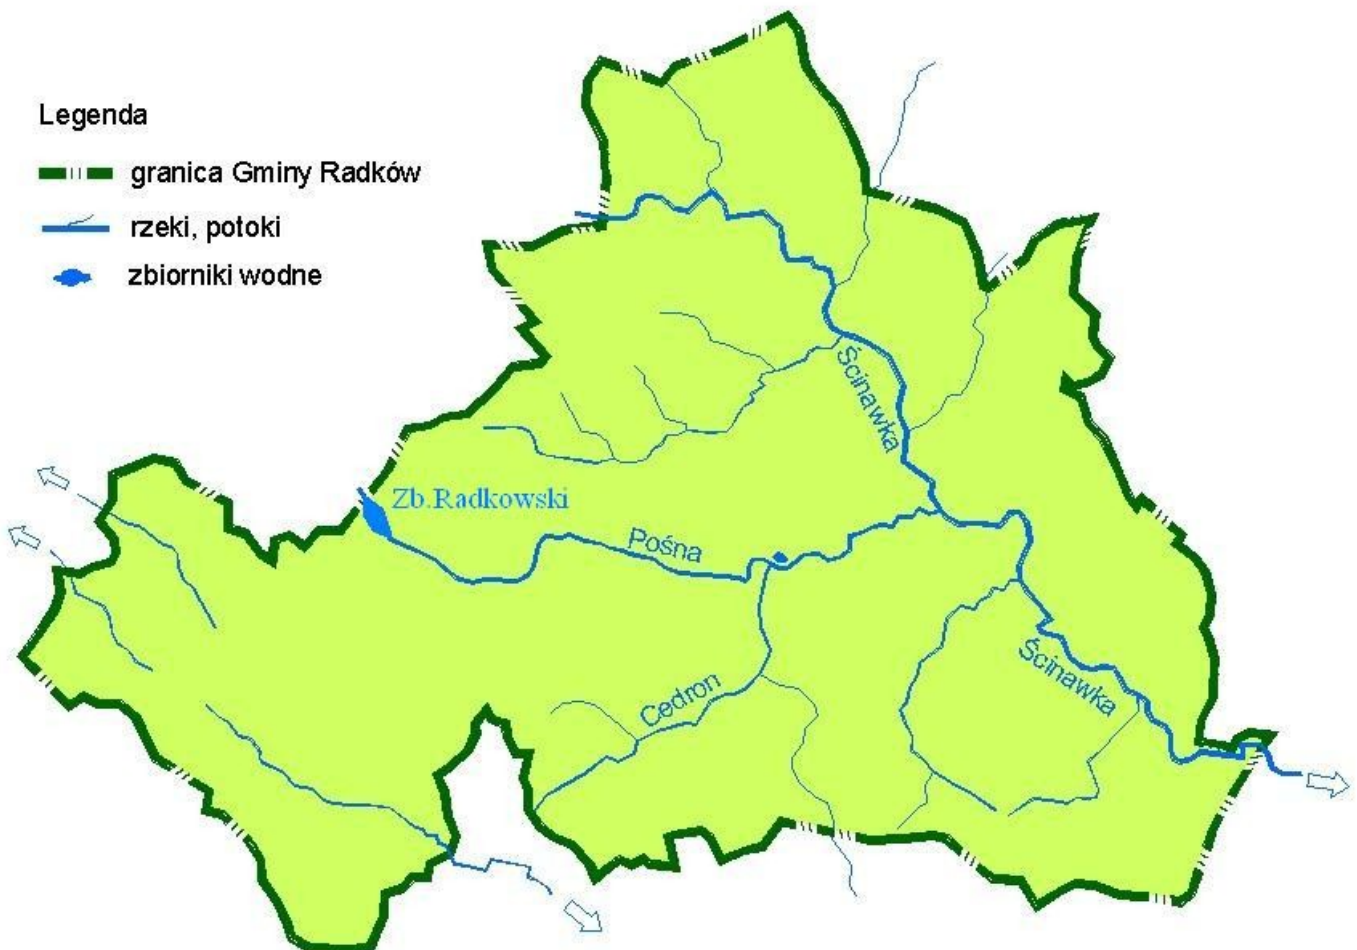 Legenda
granica Gminy Radków
rzeki, potoki
zbiorniki wodne
Ścinawka
Zb.Radkowski
Pośna
Ścinawka
Cedron